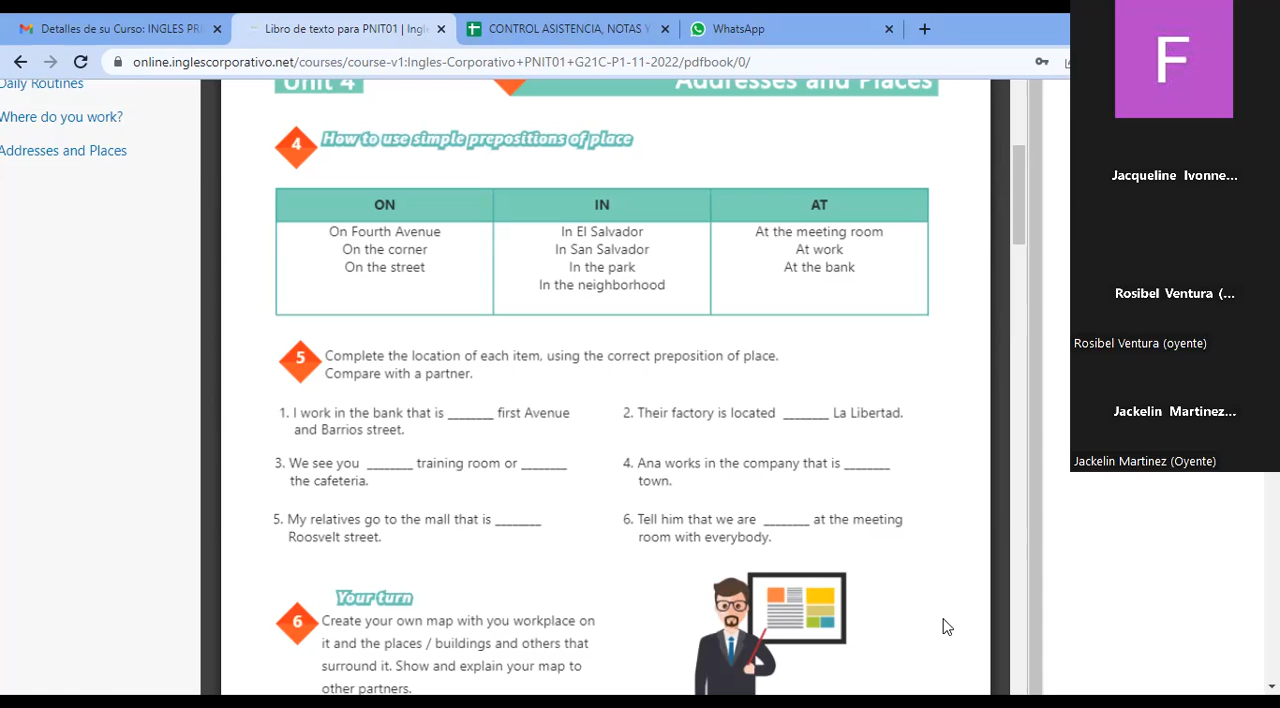 Detalles de su Curso: INGLES PRI
Libro de texto para PNIT01 | Ingl
CONTROL ASISTENCIA, NOTAS Y
WhatsApp
online.inglescorporativo.net/courses/course-v1:Ingles-Corporativo+PNIT01+G21C-P1-11-2022/pdfbook/0/
Daily Routines
Where do you work?
Addresses and Places
Unit 4
Addresses and Places
4
How to use simple prepositions of place
ON
IN
AT
On Fourth Avenue
On the corner
On the street
In El Salvador
In San Salvador
In the park
In the neighborhood
At the meeting room
At work
At the bank
5
Complete the location of each item, using the correct preposition of place.
Compare with a partner.
1. I work in the bank that is _______ first Avenue
and Barrios street.
2. Their factory is located _______ La Libertad.
3. We see you _______ training room or _______
the cafeteria.
4. Ana works in the company that is _______
town.
5. My relatives go to the mall that is _______
Roosvelt street.
6. Tell him that we are _______ at the meeting
room with everybody.
6
Your turn
Create your own map with you workplace on
it and the places / buildings and others that
surround it. Show and explain your map to
other partners.
F
Jacqueline Ivonne...
Rosibel Ventura (...
Rosibel Ventura (oyente)
Jackelin Martinez...
Jackelin Martinez (Oyente)